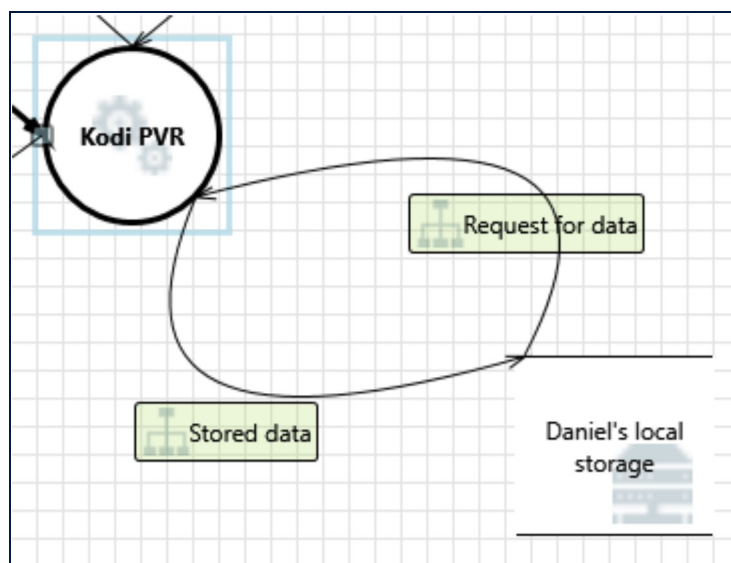 Kodi PVR
Request for data
Stored data
Daniel's local
storage